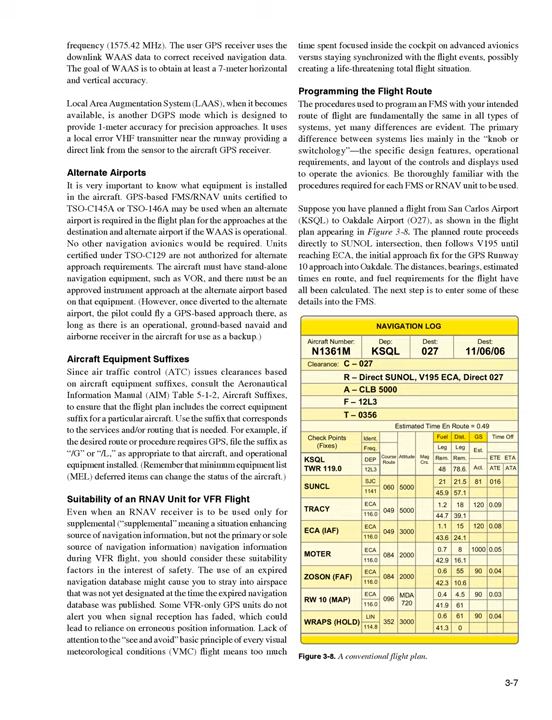 frequency (1575.42 MHz). The user GPS receiver uses the
downlink WAAS data to correct received navigation data.
The goal of WAAS is to obtain at least a 7-meter horizontal
and vertical accuracy.
Local Area Augmentation System (LAAS), when it becomes
available, is another DGPS mode which is designed to
provide 1-meter accuracy for precision approaches. It uses
a local error VHF transmitter near the runway providing a
direct link from the sensor to the aircraft GPS receiver.
Alternate Airports
It is very important to know what equipment is installed
in the aircraft. GPS-based FMS/RNAV units certified to
TSO-C145A or TSO-146A may be used when an alternate
airport is required in the flight plan for the approaches at the
destination and alternate airport if the WAAS is operational.
No other navigation avionics would be required. Units
certified under TSO-C129 are not authorized for alternate
approach requirements. The aircraft must have stand-alone
navigation equipment, such as VOR, and there must be an
approved instrument approach at the alternate airport based
on that equipment. (However, once diverted to the alternate
airport, the pilot could fly a GPS-based approach there, as
long as there is an operational, ground-based navaid and
airborne receiver in the aircraft for use as a backup.)
Aircraft Equipment Suffixes
Since air traffic control (ATC) issues clearances based
on aircraft equipment suffixes, consult the Aeronautical
Information Manual (AIM) Table 5-1-2, Aircraft Suffixes,
to ensure that the flight plan includes the correct equipment
suffix for a particular aircraft. Use the suffix that corresponds
to the services and/or routing that is needed. For example, if
the desired route or procedure requires GPS, file the suffix as
“/G” or “/L,” as appropriate to that aircraft, and operational
equipment installed. (Remember that minimum equipment list
(MEL) deferred items can change the status of the aircraft.)
Suitability of an RNAV Unit for VFR Flight
Even when an RNAV receiver is to be used only for
supplemental (“supplemental” meaning a situation enhancing
source of navigation information, but not the primary or sole
source of navigation information) navigation information
during VFR flight, you should consider these suitability
factors in the interest of safety. The use of an expired
navigation database might cause you to stray into airspace
that was not yet designated at the time the expired navigation
database was published. Some VFR-only GPS units do not
alert you when signal reception has faded, which could
lead to reliance on erroneous position information. Lack of
attention to the “see and avoid” basic principle of every visual
meteorological conditions (VMC) flight means too much
time spent focused inside the cockpit on advanced avionics
versus staying synchronized with the flight events, possibly
creating a life-threatening total flight situation.
Programming the Flight Route
The procedures used to program an FMS with your intended
route of flight are fundamentally the same in all types of
systems, yet many differences are evident. The primary
difference between systems lies mainly in the “knob or
switchology”—the specific design features, operational
requirements, and layout of the controls and displays used
to operate the avionics. Be thoroughly familiar with the
procedures required for each FMS or RNAV unit to be used.
Suppose you have planned a flight from San Carlos Airport
(KSQL) to Oakdale Airport (O27), as shown in the flight
plan appearing in Figure 3-8. The planned route proceeds
directly to SUNOL intersection, then follows V195 until
reaching ECA, the initial approach fix for the GPS Runway
10 approach into Oakdale. The distances, bearings, estimated
times en route, and fuel requirements for the flight have
all been calculated. The next step is to enter some of these
details into the FMS.
NAVIGATION LOG
Aircraft Number: Dep: Dest: Dest:
N1361M KSQL 027 11/06/06
Clearance: C – 027
R – Direct SUNOL, V195 ECA, Direct 027
A – CLB 5000
F – 12L3
T – 0356
Estimated Time En Route = 0.49
Check Points (Fixes) Ident. Freq. Course Route Altitude Mag Crs. Fuel Dist. GS Time Off
Leg Leg Est.
Rem. Rem. ETE ETA
KSQL DEP 48 78.6 Act. ATE ATA
TWR 119.0 12L3
SUNCL SJC 060 5000 21 21.5 81 016
1141 45.9 57.1
TRACY ECA 049 5000 1.2 18 120 0.09
116.0 44.7 39.1
ECA (IAF) ECA 049 3000 1.1 15 120 0.08
116.0 43.6 24.1
MOTER ECA 084 2000 0.7 8 1000 0.05
116.0 42.9 16.1
ZOSON (FAF) ECA 084 2000 0.6 55 90 0.04
116.0 42.3 10.6
RW 10 (MAP) ECA 096 MDA 720 0.4 4.5 90 0.03
116.0 41.9 61
WRAPS (HOLD) LIN 352 3000 0.6 61 90 0.04
114.8 41.3 0
Figure 3-8. A conventional flight plan.
3-7